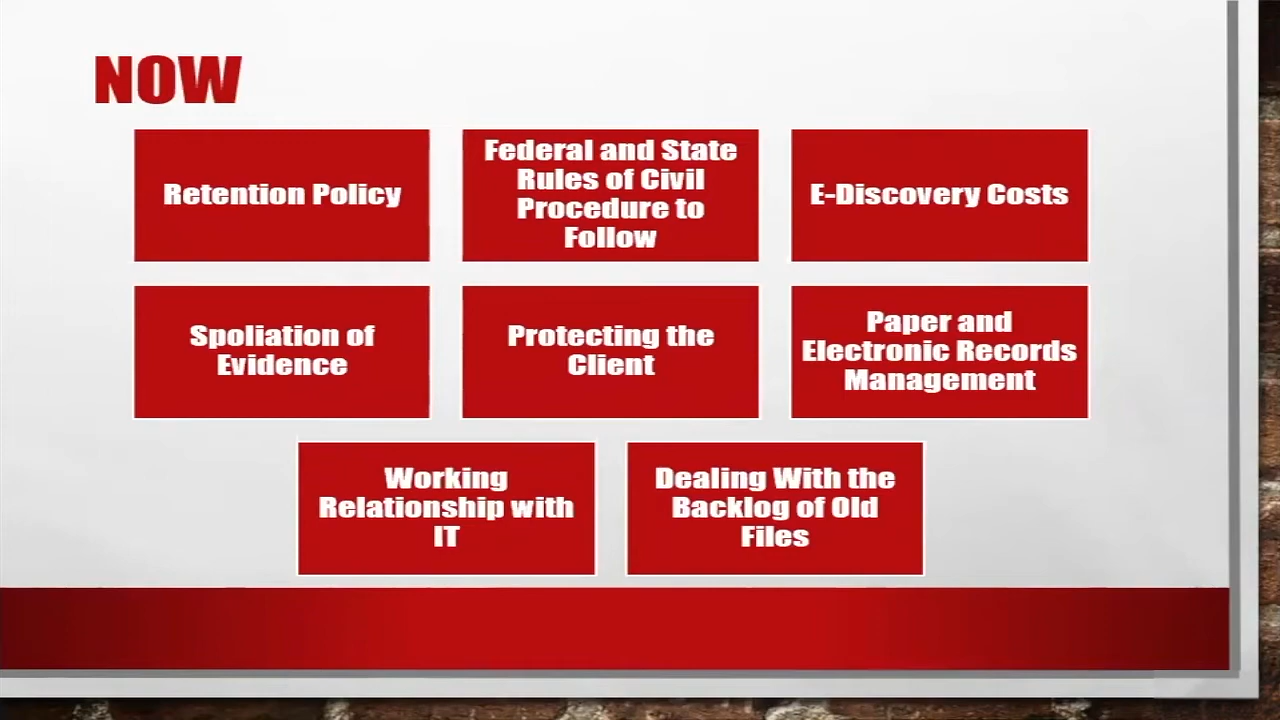 NOW
Retention Policy
Federal and State
Rules of Civil
Procedure to
Follow
E-Discovery Costs
Spoliation of
Evidence
Protecting the
Client
Paper and
Electronic Records
Management
Working
Relationship with
IT
Dealing With the
Backlog of Old
Files